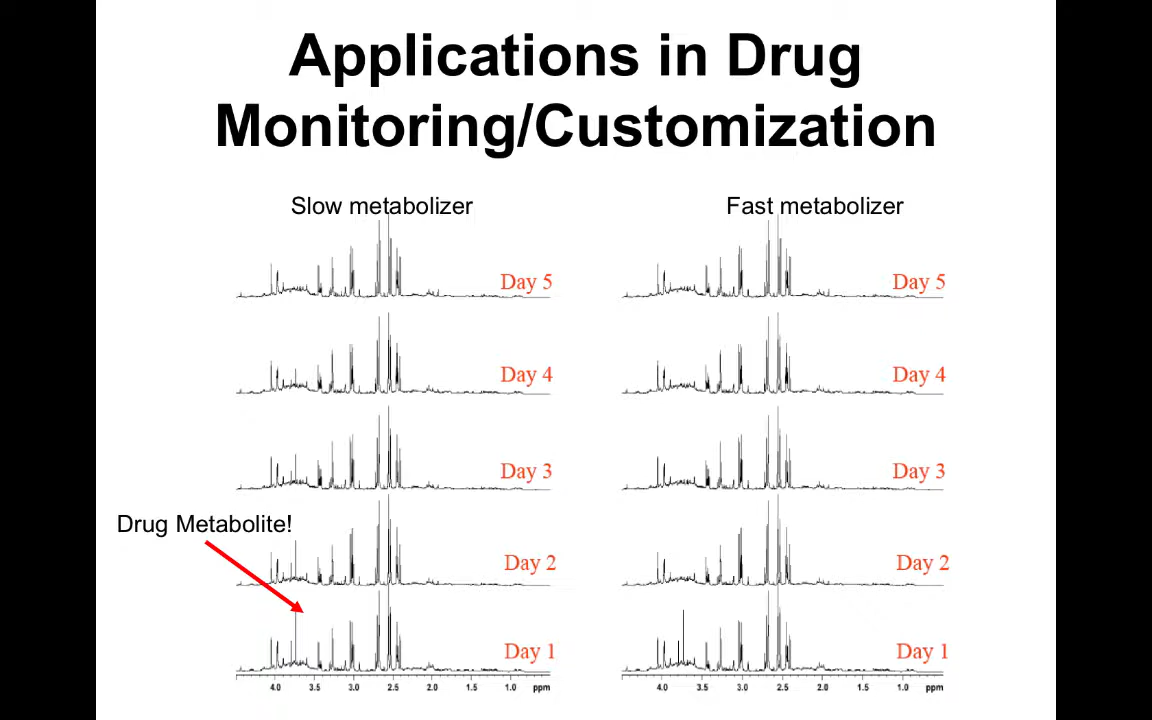 Applications in Drug
Monitoring/Customization
Slow metabolizer
Fast metabolizer
Day 5
Day 5
Day 4
Day 4
Day 3
Day 3
Drug Metabolite!
Day 2
Day 2
Day 1
Day 1
4.0 3.5 3.0 2.5 2.0 1.5 1.0 ppm
4.0 3.5 3.0 2.5 2.0 1.5 1.0 ppm